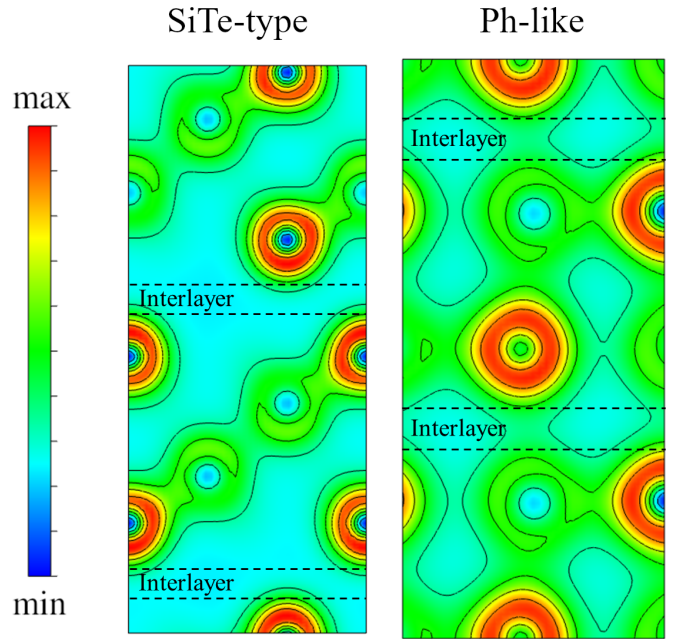 SiTe-type
Ph-like
max
min
Interlayer
Interlayer
Interlayer
Interlayer